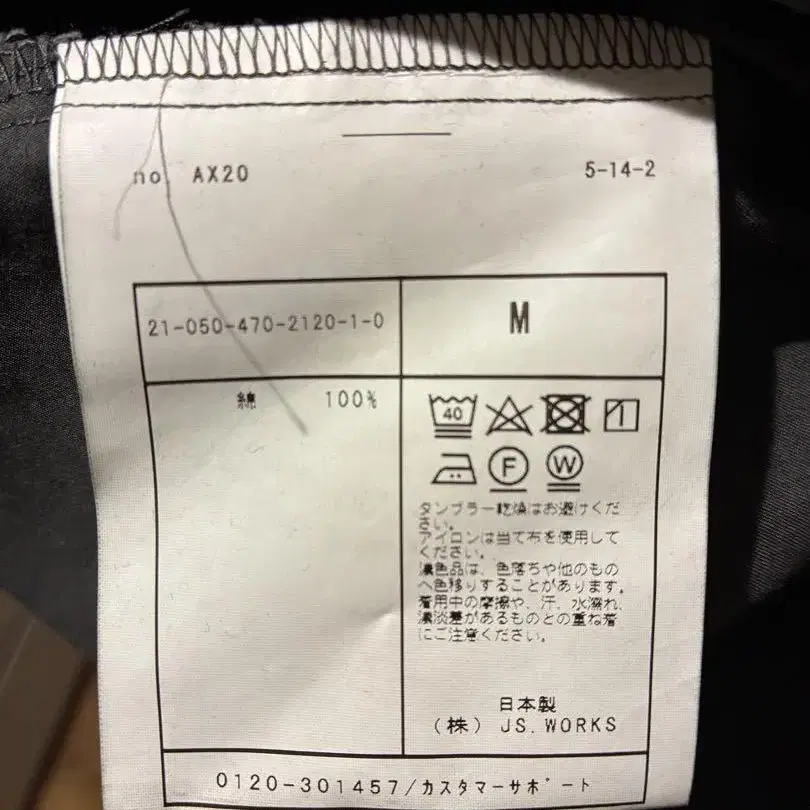 no. AX20 5-14-2
21-050-470-2120-1-0 M
綿 100%
40
F W
タンブラー乾燥はお避けくだ
さい。
アイロンは当て布を使用して
ください。
濃色品は、色落ちや他のもの
へ色移りすることがあります。
着用中の摩擦や、汗、水濡れ、
濃淡差があるものとの重ね着
にご注意ください。
日本製
(株) JS.WORKS
0120-301457/カスタマーサポート